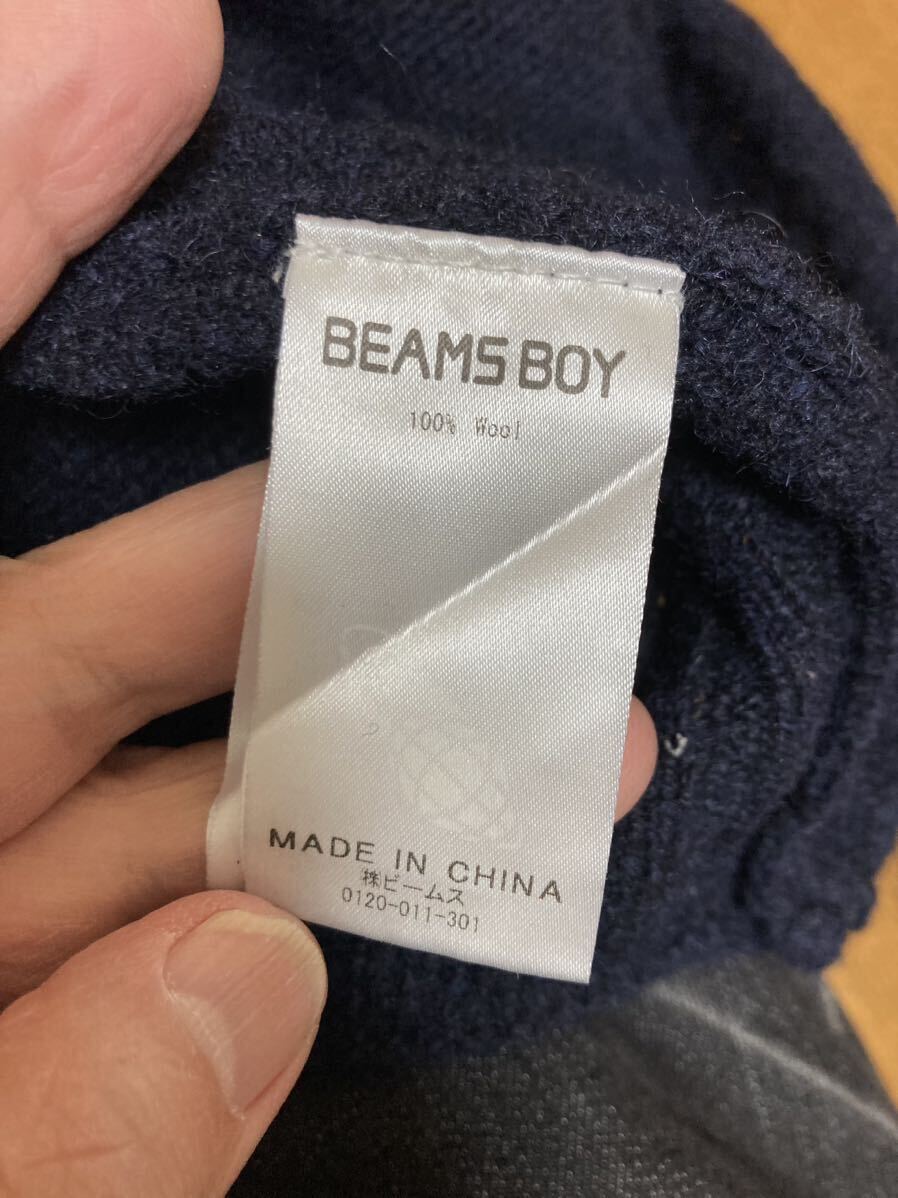 BEAMS BOY
100% Wool
MADE IN CHINA
㈱ビームス
0120-011-301